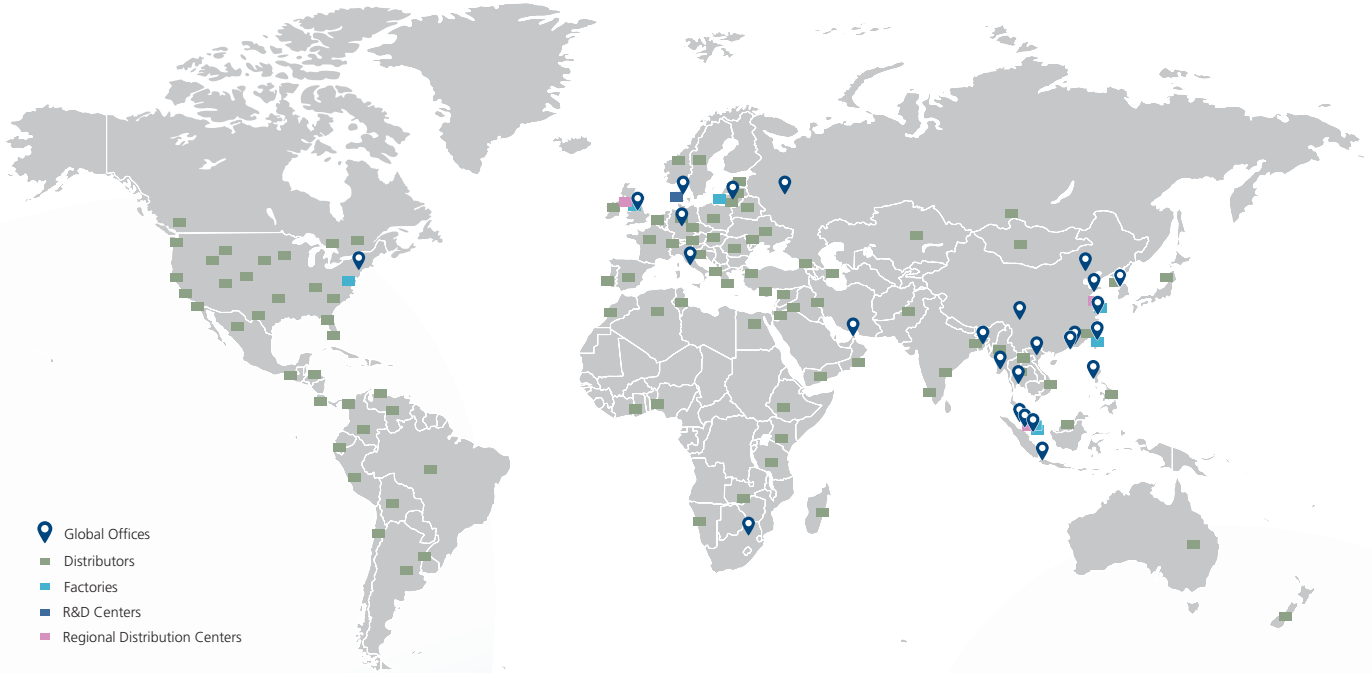 Global Offices
Distributors
Factories
R&D Centers
Regional Distribution Centers